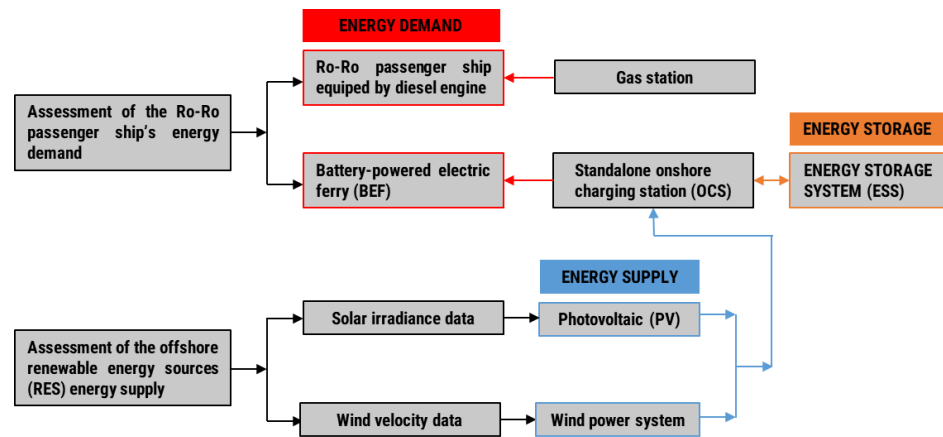 ENERGY DEMAND
Ro-Ro passenger ship
equiped by diesel engine
Gas station
Assessment of the Ro-Ro
passenger ship's energy
demand
ENERGY STORAGE
Battery-powered electric
ferry (BEF)
Standalone onshore
charging station (OCS)
ENERGY STORAGE
SYSTEM (ESS)
ENERGY SUPPLY
Solar irradiance data
Photovoltaic (PV)
Assessment of the offshore
renewable energy sources
(RES) energy supply
Wind velocity data
Wind power system